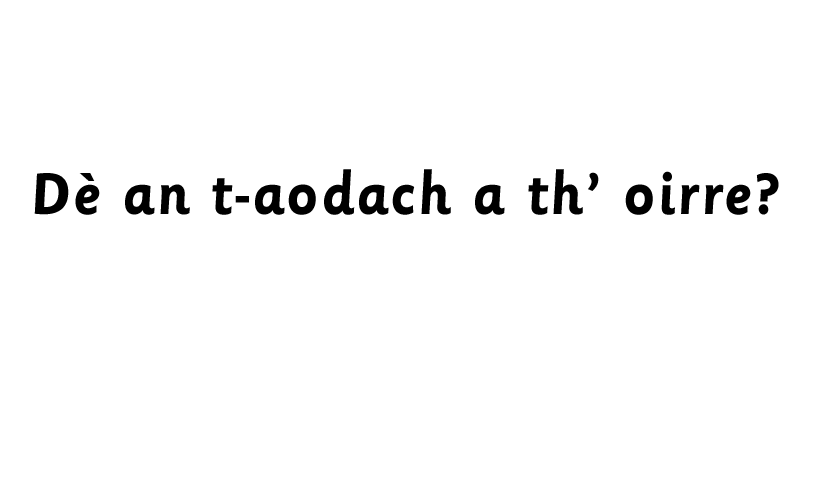 Dè an t-aodach a th’ oirre?